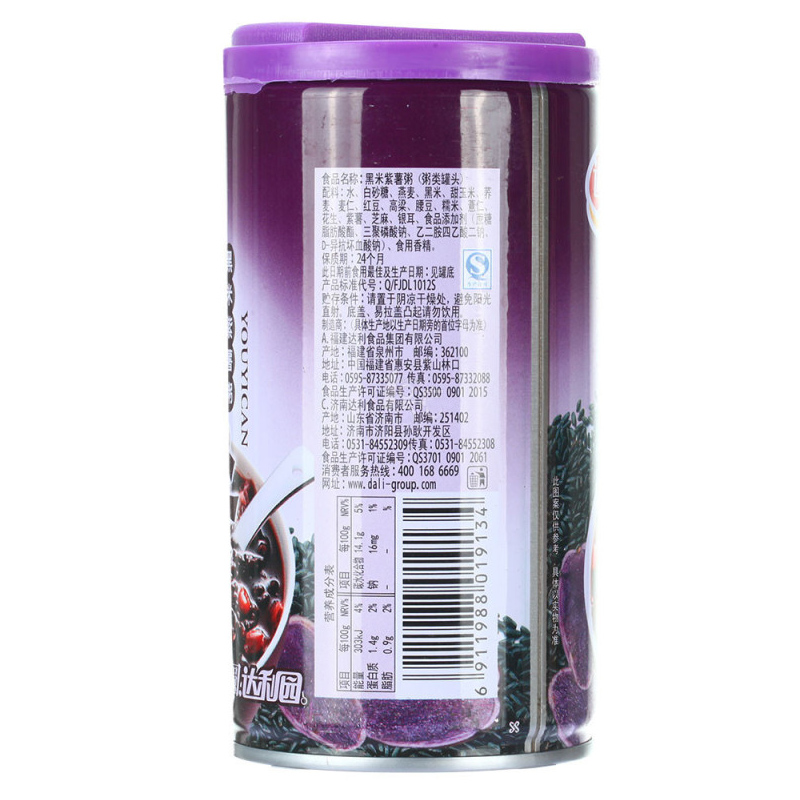 食品名称：黑米紫薯粥（粥类罐头）
配料：水、白砂糖、燕麦、黑米、甜玉米、荞
麦、麦仁、红豆、高粱、腰豆、糯米、薏仁、
花生、紫薯、芝麻、银耳、食品添加剂（蔗糖
脂肪酸酯、三聚磷酸钠、乙二胺四乙酸二钠、
D-异抗坏血酸钠）、食用香精。
保质期：24个月
此日期前食用最佳及生产日期：见罐底
产品标准代号：Q/FJDL1012S
贮存条件：请置于阴凉干燥处，避免阳光
直射，底盖、易拉盖凸起请勿饮用。
制造商：（具体生产地以生产日期旁的首位字母为准）
A.福建达利食品集团有限公司
产地：福建省泉州市 邮编：362100
地址：中国福建省惠安县紫山林口
电话：0595-87335077 传真：0595-87332088
食品生产许可证编号：QS3500 0901 2015
C.济南达利食品有限公司
产地：山东省济南市 邮编：251402
地址：济南市济阳县孙耿开发区
电话：0531-84552309传真：0531-84552308
食品生产许可证编号：QS3701 0901 2061
消费者服务热线：400 168 6669
网址：www.dali-group.com
营养成分表
项目 每100g NRV% 项目 每100g NRV%
能量 303kJ 4% 碳水化合物 14.1g 5%
蛋白质 1.4g 2% 钠 16mg 1%
脂肪 0.9g 2% - - %
6 911988 019134
YOUYICAN
达利园
此图案仅供参考，具体以实物为准